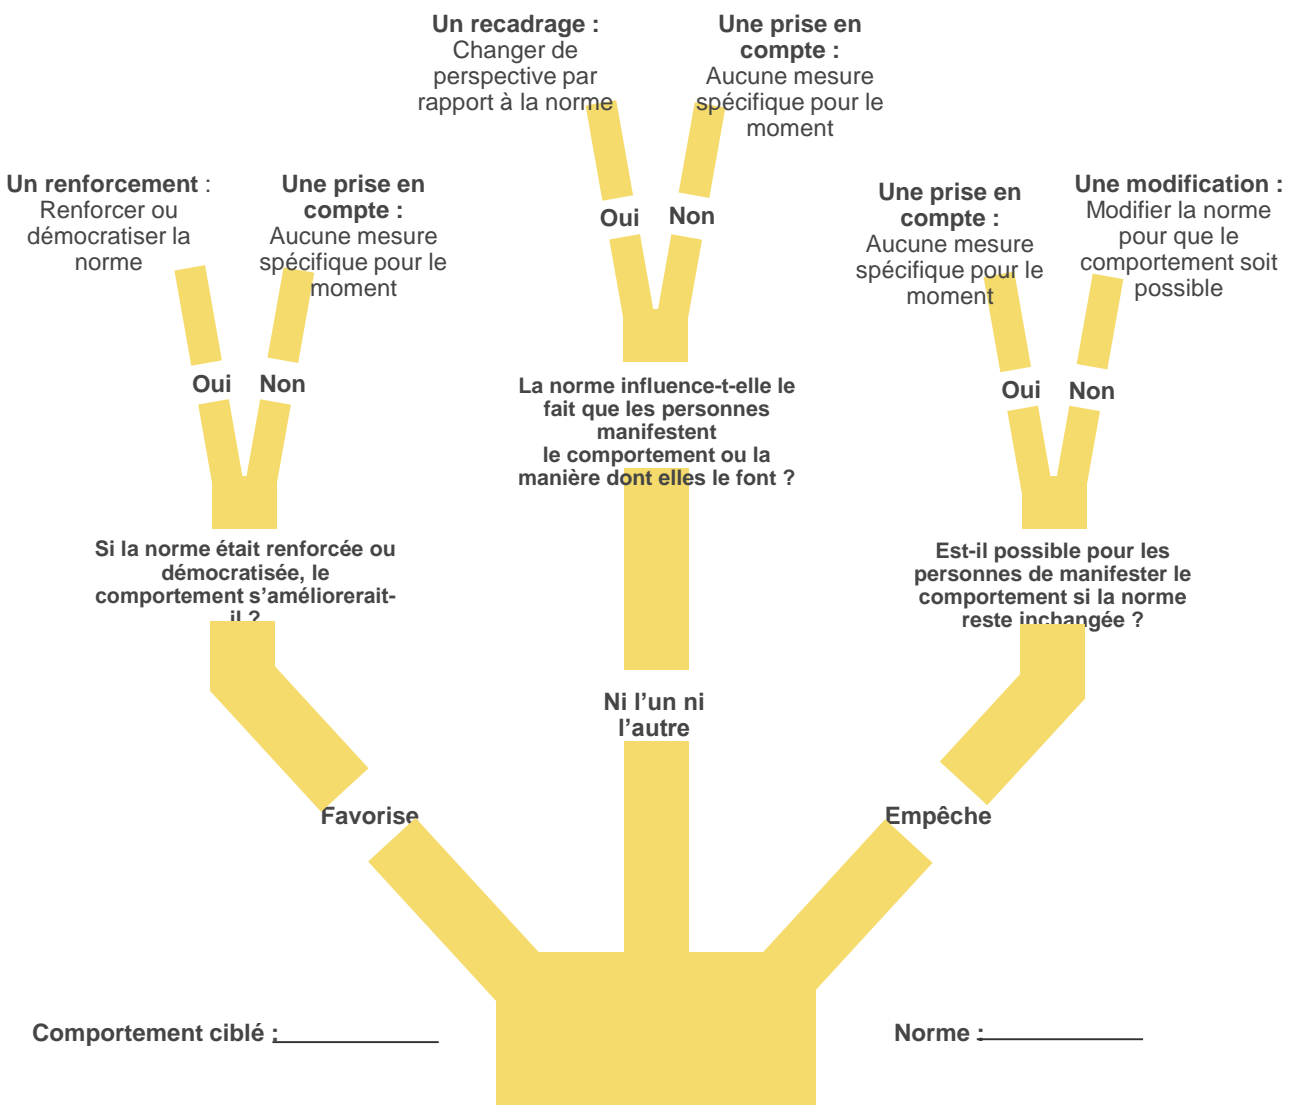 Un recadrage :
Changer de
perspective par
rapport à la norme
Une prise en
compte :
Aucune mesure
spécifique pour le
moment
Un renforcement :
Renforcer ou
démocratiser la
norme
Une prise en
compte :
Aucune mesure
spécifique pour le
moment
Une prise en
compte :
Aucune mesure
spécifique pour le
moment
Une modification :
Modifier la norme
pour que le
comportement soit
possible
Oui Non
Oui Non
Oui Non
La norme influence-t-elle le
fait que les personnes
manifestent
le comportement ou la
manière dont elles le font ?
Si la norme était renforcée ou
démocratisée, le
comportement s’améliorerait-
il ?
Est-il possible pour les
personnes de manifester le
comportement si la norme
reste inchangée ?
Ni l’un ni
l’autre
Favorise
Empêche
Comportement ciblé :
Norme :